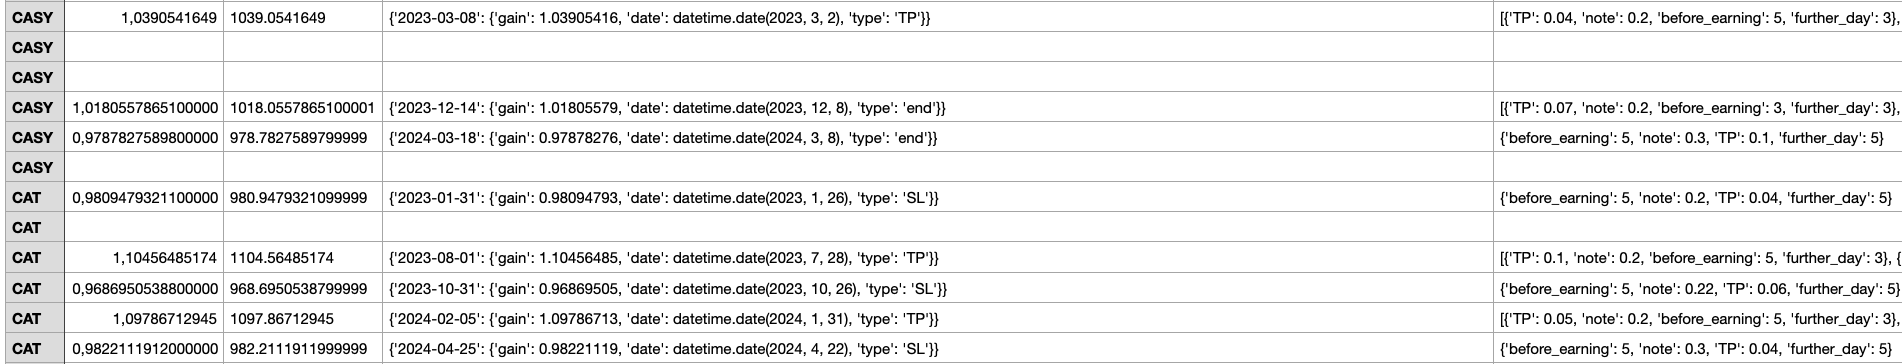 CASY 1,0390541649 1039.0541649 {'2023-03-08': {'gain': 1.03905416, 'date': datetime.date(2023, 3, 2), 'type': 'TP'}} [{'TP': 0.04, 'note': 0.2, 'before_earning': 5, 'further_day': 3},
CASY
CASY
CASY 1,0180557865100000 1018.0557865100001 {'2023-12-14': {'gain': 1.01805579, 'date': datetime.date(2023, 12, 8), 'type': 'end'}} [{'TP': 0.07, 'note': 0.2, 'before_earning': 3, 'further_day': 3},
CASY 0,9787827589800000 978.7827589799999 {'2024-03-18': {'gain': 0.97878276, 'date': datetime.date(2024, 3, 8), 'type': 'end'}} {'before_earning': 5, 'note': 0.3, 'TP': 0.1, 'further_day': 5}
CASY
CAT 0,9809479321100000 980.9479321099999 {'2023-01-31': {'gain': 0.98094793, 'date': datetime.date(2023, 1, 26), 'type': 'SL'}} {'before_earning': 5, 'note': 0.2, 'TP': 0.04, 'further_day': 5}
CAT
CAT 1,10456485174 1104.56485174 {'2023-08-01': {'gain': 1.10456485, 'date': datetime.date(2023, 7, 28), 'type': 'TP'}} [{'TP': 0.1, 'note': 0.2, 'before_earning': 5, 'further_day': 3}, {
CAT 0,9686950538800000 968.6950538799999 {'2023-10-31': {'gain': 0.96869505, 'date': datetime.date(2023, 10, 26), 'type': 'SL'}} {'before_earning': 5, 'note': 0.22, 'TP': 0.06, 'further_day': 5}
CAT 1,09786712945 1097.86712945 {'2024-02-05': {'gain': 1.09786713, 'date': datetime.date(2024, 1, 31), 'type': 'TP'}} [{'TP': 0.05, 'note': 0.2, 'before_earning': 5, 'further_day': 3},
CAT 0,9822111912000000 982.2111911999999 {'2024-04-25': {'gain': 0.98221119, 'date': datetime.date(2024, 4, 22), 'type': 'SL'}} {'before_earning': 5, 'note': 0.3, 'TP': 0.04, 'further_day': 5}